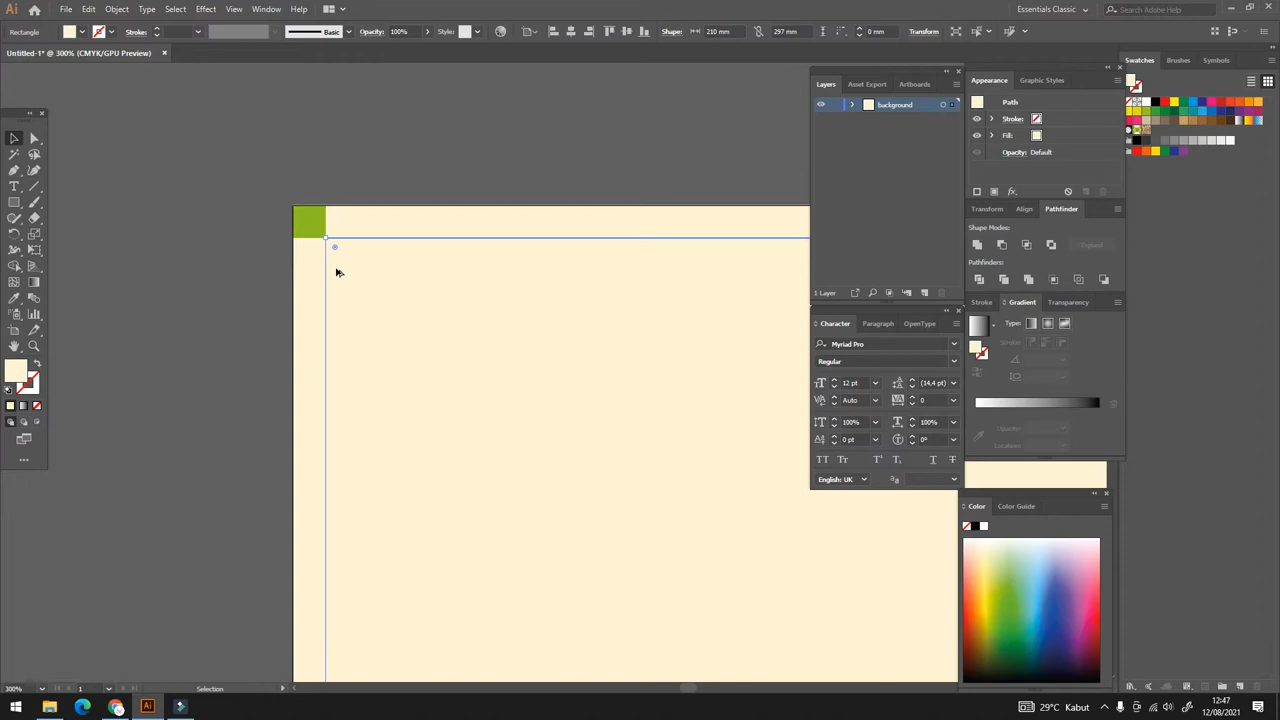 File Edit Object Type Select Effect View Window Help
Essentials Classic
Search Adobe Help
Rectangle
Stroke:
Basic
Opacity: 100%
Style:
Shape: 210 mm
297 mm
0 mm
Transform
Untitled-1* @ 300% (CMYK/GPU Preview)
Swatches Brushes Symbols
Layers Asset Export Artboards
background
1 Layer
Appearance Graphic Styles
Path
Stroke:
Fill:
Opacity: Default
fx
Transform Align Pathfinder
Shape Modes:
Expand
Pathfinders:
Stroke Gradient Transparency
Type:
Stroke:
Opacity:
Location:
Character Paragraph OpenType
Myriad Pro
Regular
12 pt
(14,4 pt)
Auto
0
100%
100%
0 pt
0°
English: UK
Color Color Guide
300%
1
Selection
29°C Kabut
12:47
12/08/2021